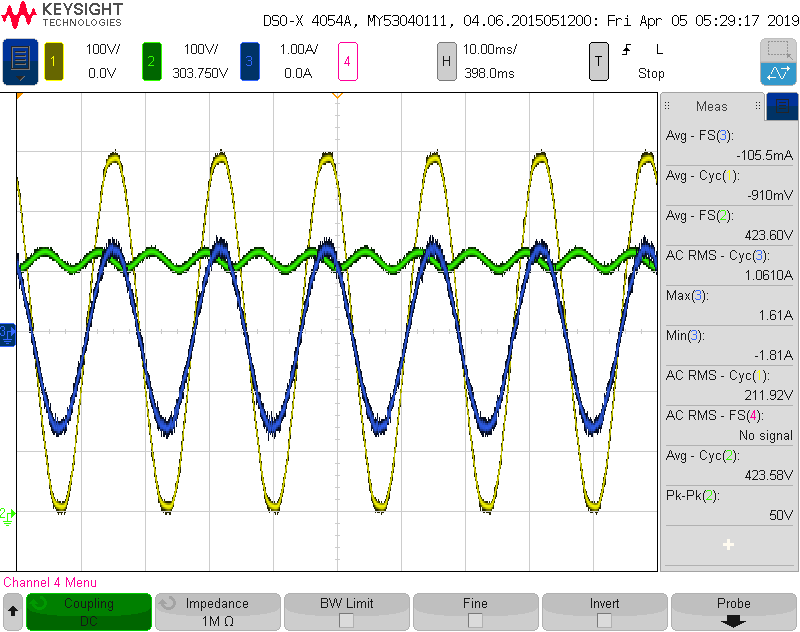 KEYSIGHT
TECHNOLOGIES
DSO-X 4054A, MY53040111, 04.06.2015051200: Fri Apr 05 05:29:17 2019
1 100V/ 2 100V/ 3 1.00A/ 4 H 10.00ms/ T L
0.0V 303.750V 0.0A 398.0ms Stop
Meas
Avg - FS(3):
-105.5mA
Avg - Cyc( ):
-910mV
Avg - FS(2):
423.60V
AC RMS - Cyc(3):
1.0610A
Max(3):
1.61A
Min(3):
-1.81A
AC RMS - Cyc( ):
211.92V
AC RMS - FS(4):
No signal
Avg - Cyc(2):
423.58V
Pk-Pk(2):
50V
3
2
Channel 4 Menu
Coupling
DC
Impedance
1M Ω
BW Limit
Fine
Invert
Probe